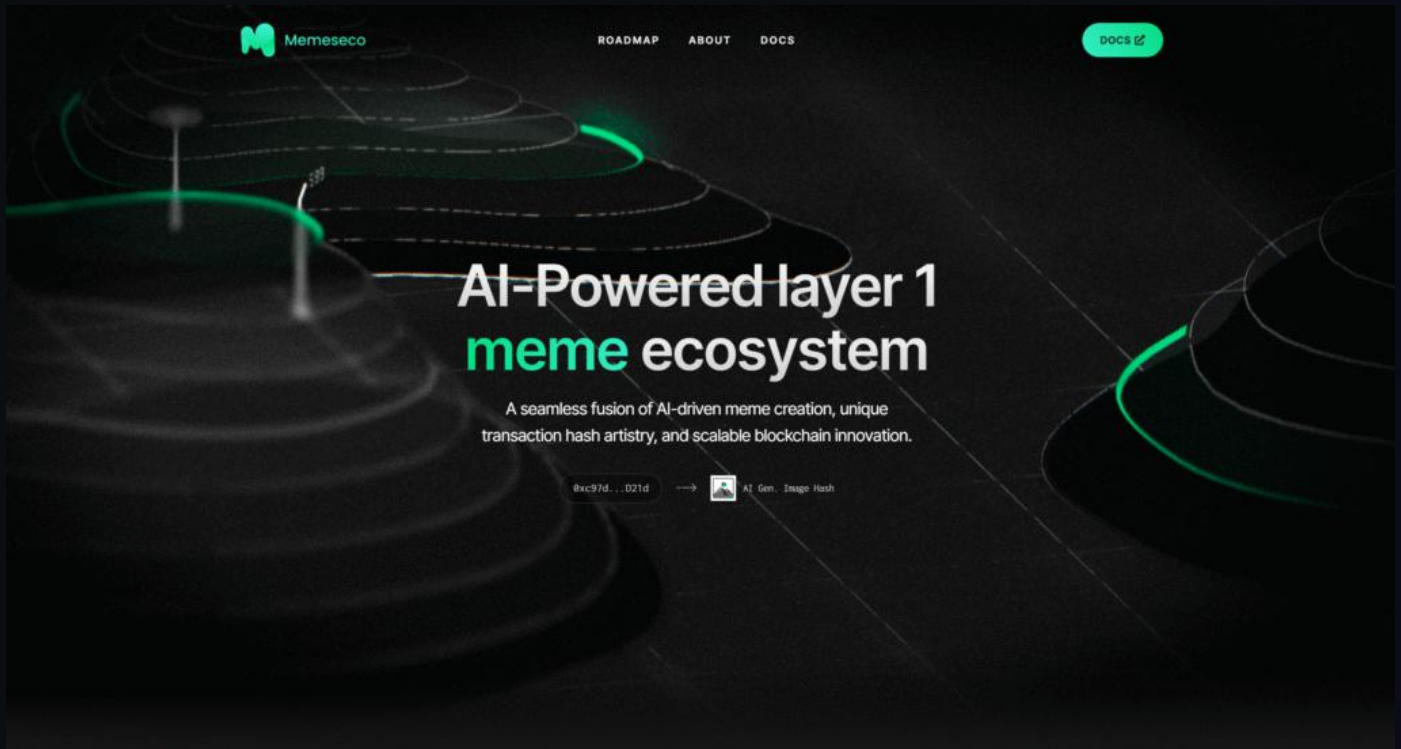 Memeseco
ROADMAP ABOUT DOCS
DOCS
AI-Powered layer 1
meme ecosystem
A seamless fusion of AI-driven meme creation, unique
transaction hash artistry, and scalable blockchain innovation.
0xc97d...D21d
AI Gen. Image Hash